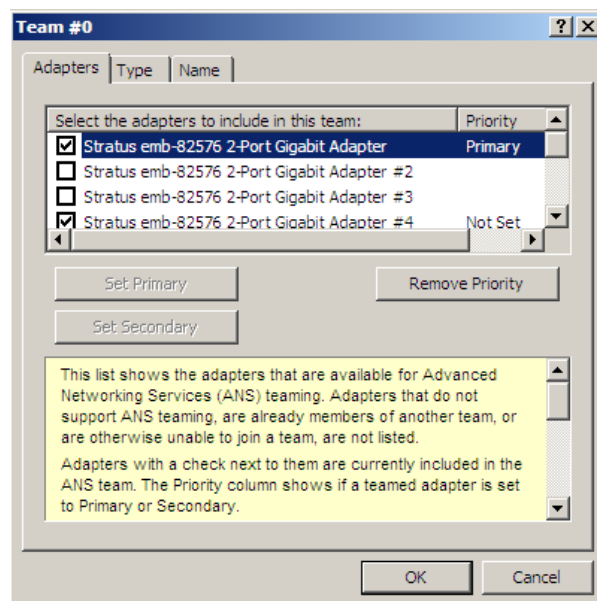 Team #0
Adapters Type Name
Select the adapters to include in this team: Priority
Stratus emb-82576 2-Port Gigabit Adapter Primary
Stratus emb-82576 2-Port Gigabit Adapter #2
Stratus emb-82576 2-Port Gigabit Adapter #3
Stratus emb-82576 2-Port Gigabit Adapter #4 Not Set
Set Primary Remove Priority
Set Secondary
This list shows the adapters that are available for Advanced
Networking Services (ANS) teaming. Adapters that do not
support ANS teaming, are already members of another team, or
are otherwise unable to join a team, are not listed.
Adapters with a check next to them are currently included in the
ANS team. The Priority column shows if a teamed adapter is set
to Primary or Secondary.
OK Cancel